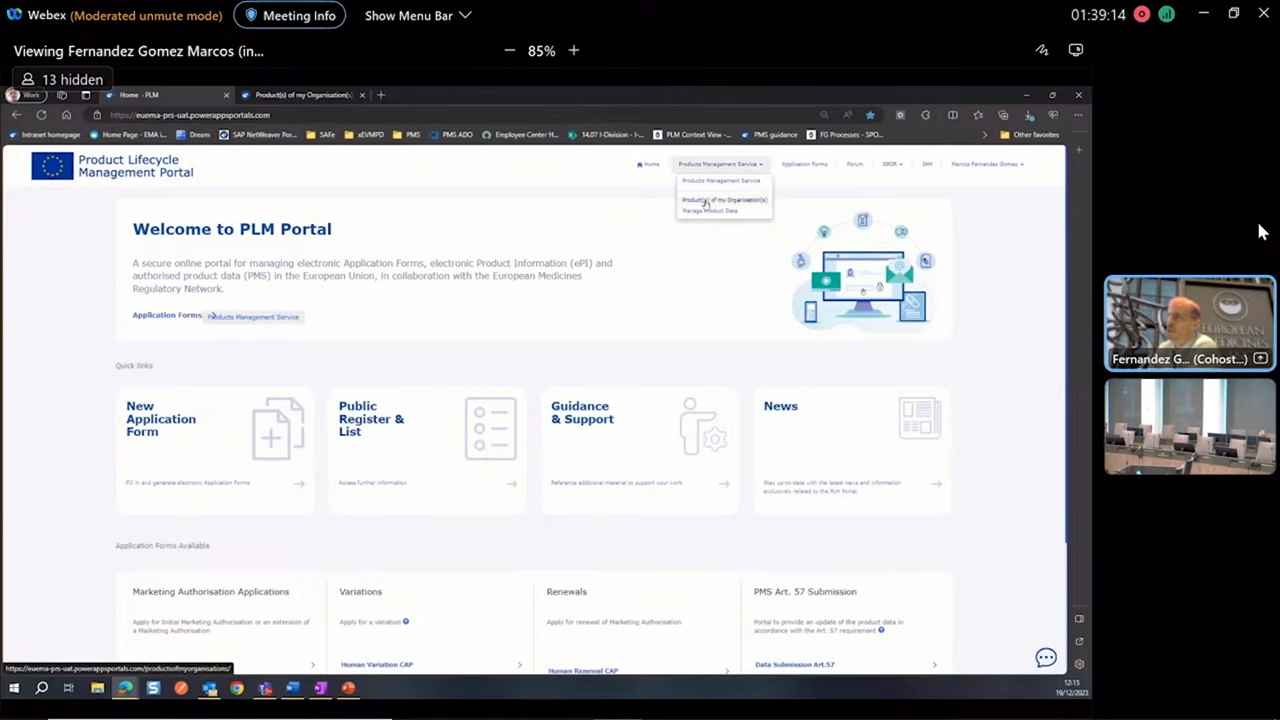 Webex (Moderated unmute mode) Meeting Info Show Menu Bar 01:39:14
Viewing Fernandez Gomez Marcos (in... 85%
13 hidden
Work Home - PLM Product(s) of my Organisation(s)
https://euema-prs-uat.powerappsportals.com
Intranet homepage Home Page - EMA i... Dream SAP NetWeaver Por... SAFe xEVMPD PMS PMS ADO Employee Center H... 14.07 I-Division - I-... PLM Context View -... PMS guidance FG Processes - SPO... Other favorites
Product Lifecycle
Management Portal
Home Products Management Service Application Forms Forum SPOR IAM Marcos Fernandez Gomes
Products Management Service
Product(s) of my Organisation(s)
Manage Product Data
Welcome to PLM Portal
A secure online portal for managing electronic Application Forms, electronic Product Information (ePI) and
authorised product data (PMS) in the European Union, in collaboration with the European Medicines
Regulatory Network.
Application Forms Products Management Service
Quick links
New
Application
Form
Fill in and generate electronic Application Forms
Public
Register &
List
Access further information
Guidance
& Support
Reference additional material to support your work
News
Stay up-to-date with the latest news and information
exclusively related to the PLM Portal.
Application Forms Available
Marketing Authorisation Applications
Apply for Initial Marketing Authorisation or an extension of
a Marketing Authorisation
Variations
Apply for a variation
Human Variation CAP
Renewals
Apply for renewal of Marketing Authorisation
Human Renewal CAP
PMS Art. 57 Submission
Portal to provide an update of the product data in
accordance with the Art. 57 requirement
Data Submission Art.57
https://euema-prs-uat.powerappsportals.com/productsofmyorganisations/
12:15
19/12/2023
EUROPEAN
MEDICINES
Fernandez G... (Cohost...)